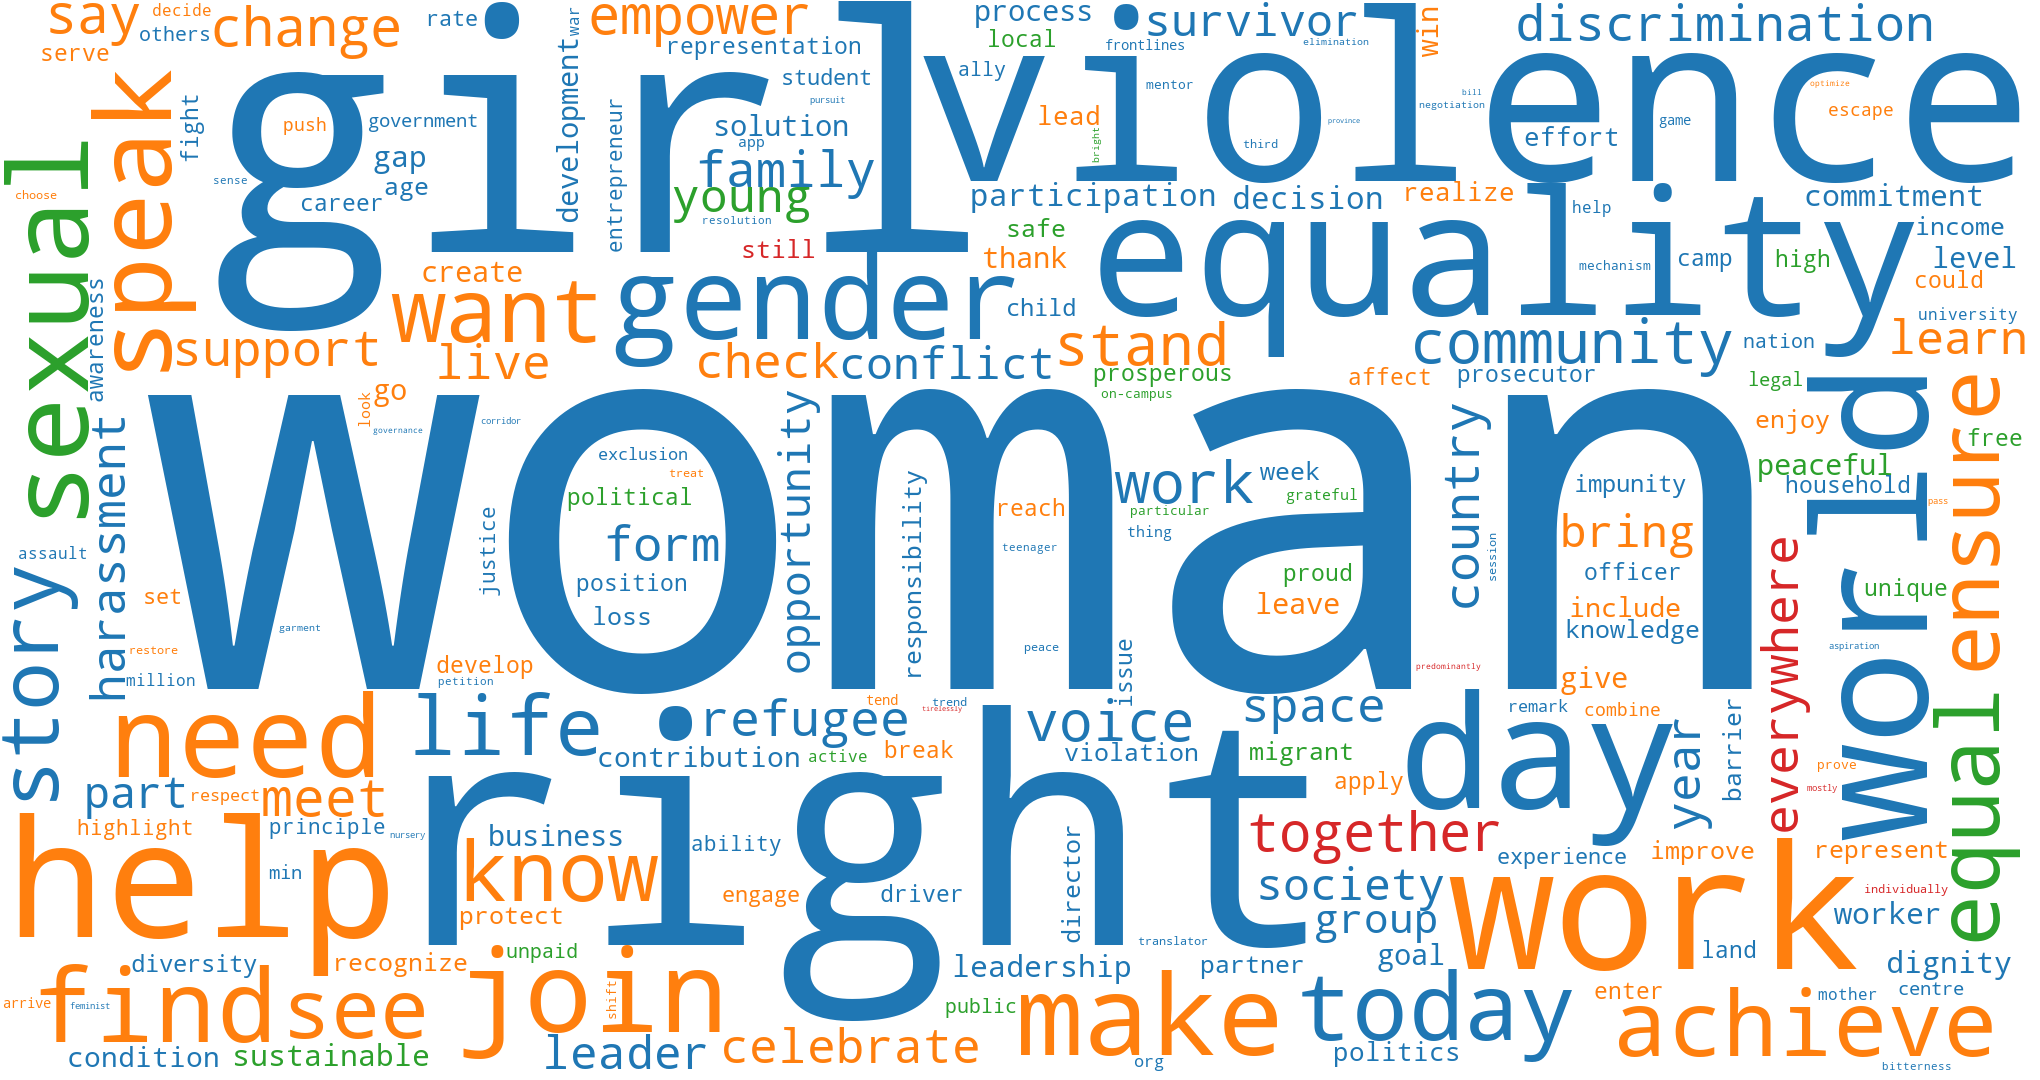 say
decide
others
serve
change
rate
empower
war
process
local
survivor
win
discrimination
representation
frontlines
elimination
student
ally
mentor
pursuit
lead
negotiation
bill
optimize
escape
game
effort
province
third
bright
girl
violence
push
government
gap
age
career
sense
fight
speak
sexual
choose
development
entrepreneur
solution
app
family
young
resolution
still
participation
decision
realize
commitment
help
safe
thank
child
equality
mechanism
camp
high
income
level
could
university
learn
nation
awareness
create
want
gender
support
live
check
conflict
stand
community
prosperous
on-campus
affect
prosecutor
legal
enjoy
free
peaceful
household
pass
go
look
governance
corridor
woman
exclusion
treat
political
form
position
loss
opportunity
responsibility
reach
teenager
peace
work
week
grateful
particular
thing
proud
leave
country
session
impunity
bring
officer
include
knowledge
give
world
ensure
unique
everywhere
aspiration
harassment
assault
story
set
restore
million
garment
justice
develop
petition
issue
predominantly
tend
trend
tirelessly
need
life
refugee
voice
space
day
remark
combine
year
barrier
contribution
active
break
violation
migrant
apply
prove
mostly
equal
part
respect
meet
highlight
principle
nursery
min
help
right
business
know
ability
engage
driver
protect
director
together
society
group
goal
experience
improve
represent
individually
worker
work
land
dignity
translator
diversity
recognize
unpaid
join
leadership
partner
arrive
feminist
find
see
shift
public
make
today
enter
achieve
mother
centre
condition
sustainable
leader
celebrate
org
politics
bitterness